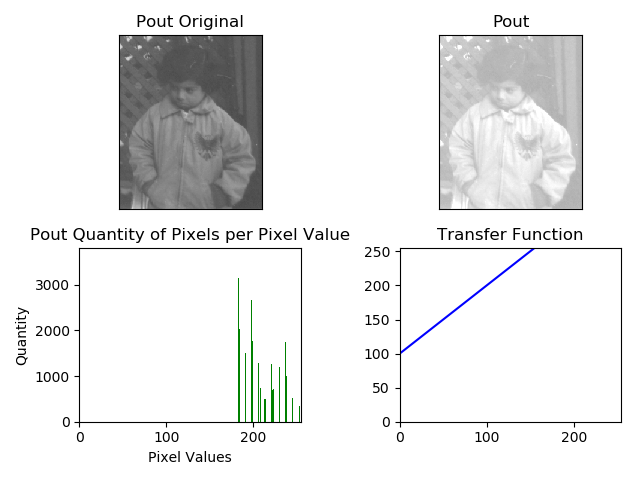 Pout Original
Pout
Pout Quantity of Pixels per Pixel Value
Quantity
3000
2000
1000
0
0 100 200
Pixel Values
Transfer Function
250
200
150
100
50
0
0 100 200